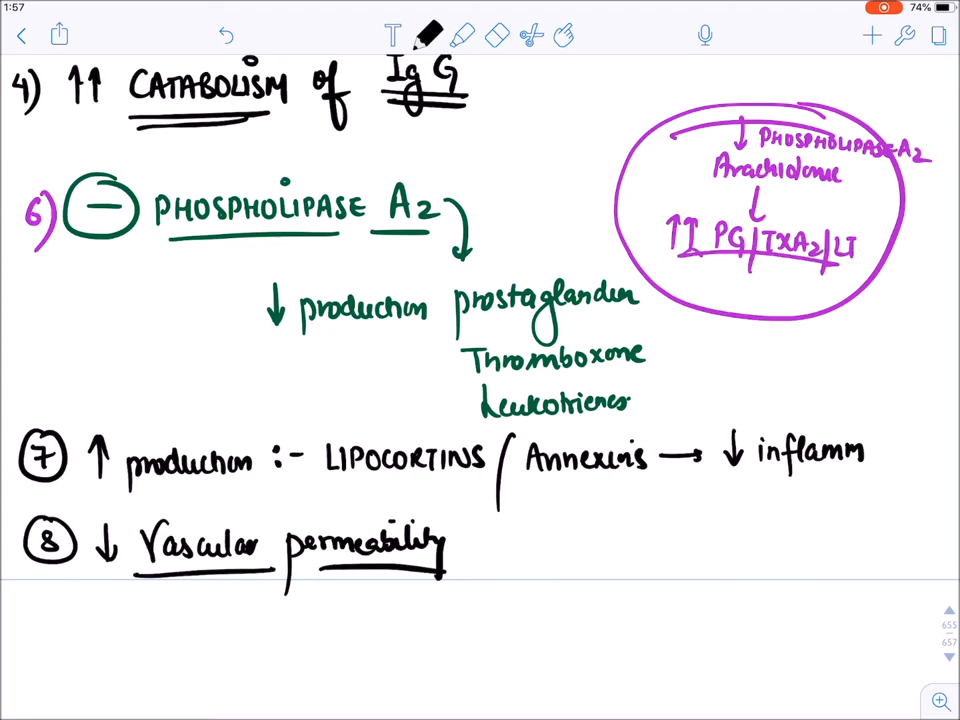 1:57
74%
T
4) ↑↑ CATABOLISM of IgG
↓ PHOSPHOLIPASE A2
Arachidonic
↓
↑↑ PG/TXA2/LT
6) ⊖ PHOSPHOLIPASE A2
↓ production prostaglandin
Thromboxone
Leukotrienes
7 ↑ production :- LIPOCORTINS / Annexins → ↓ inflamm
8 ↓ Vascular permeability
655
657